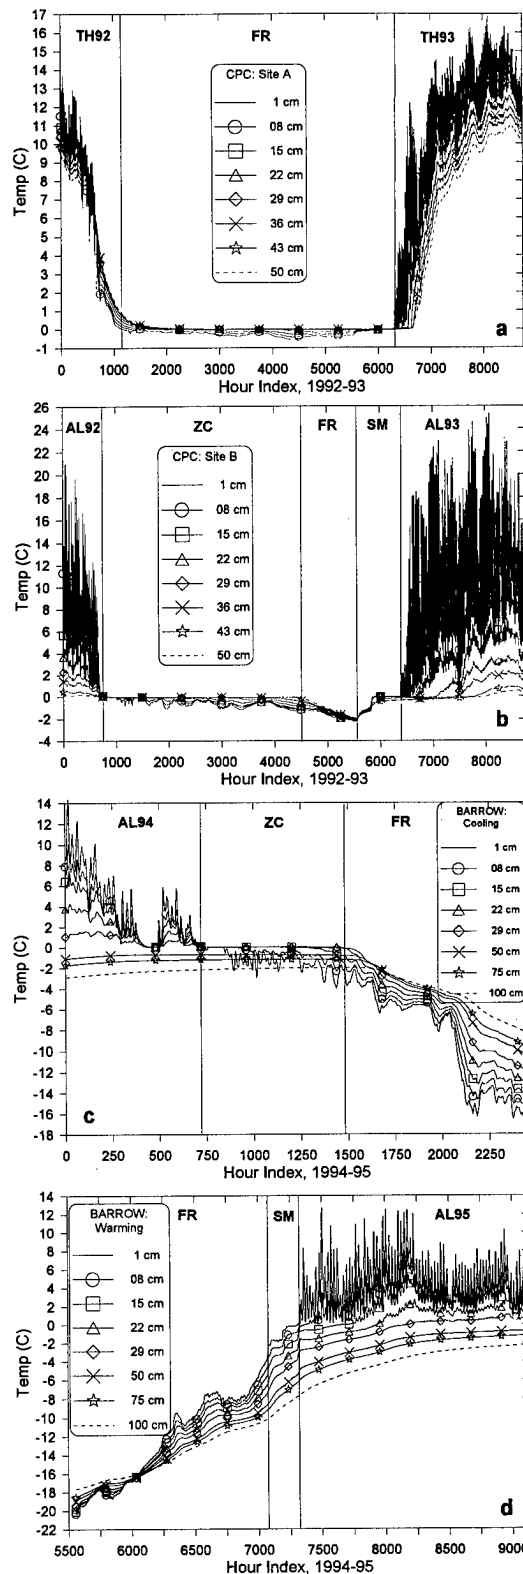 17
16
15
14
13
12
11
10
9
8
7
6
5
4
3
2
1
0
-1
Temp (C)
TH92 FR TH93
CPC: Site A
1 cm
08 cm
15 cm
22 cm
29 cm
36 cm
43 cm
50 cm
a
0 1000 2000 3000 4000 5000 6000 7000 8000
Hour Index, 1992-93
26
24
22
20
18
16
14
12
10
8
6
4
2
0
-2
-4
Temp (C)
AL92 ZC FR SM AL93
CPC: Site B
1 cm
08 cm
15 cm
22 cm
29 cm
36 cm
43 cm
50 cm
b
0 1000 2000 3000 4000 5000 6000 7000 8000
Hour Index, 1992-93
14
12
10
8
6
4
2
0
-2
-4
-6
-8
-10
-12
-14
-16
-18
Temp (C)
AL94 ZC FR
BARROW:
Cooling
1 cm
08 cm
15 cm
22 cm
29 cm
50 cm
75 cm
100 cm
c
0 250 500 750 1000 1250 1500 1750 2000 2250
Hour Index, 1994-95
14
12
10
8
6
4
2
0
-2
-4
-6
-8
-10
-12
-14
-16
-18
-20
-22
Temp (C)
BARROW:
Warming
FR SM AL95
1 cm
08 cm
15 cm
22 cm
29 cm
50 cm
75 cm
100 cm
d
5500 6000 6500 7000 7500 8000 8500 9000
Hour Index, 1994-95